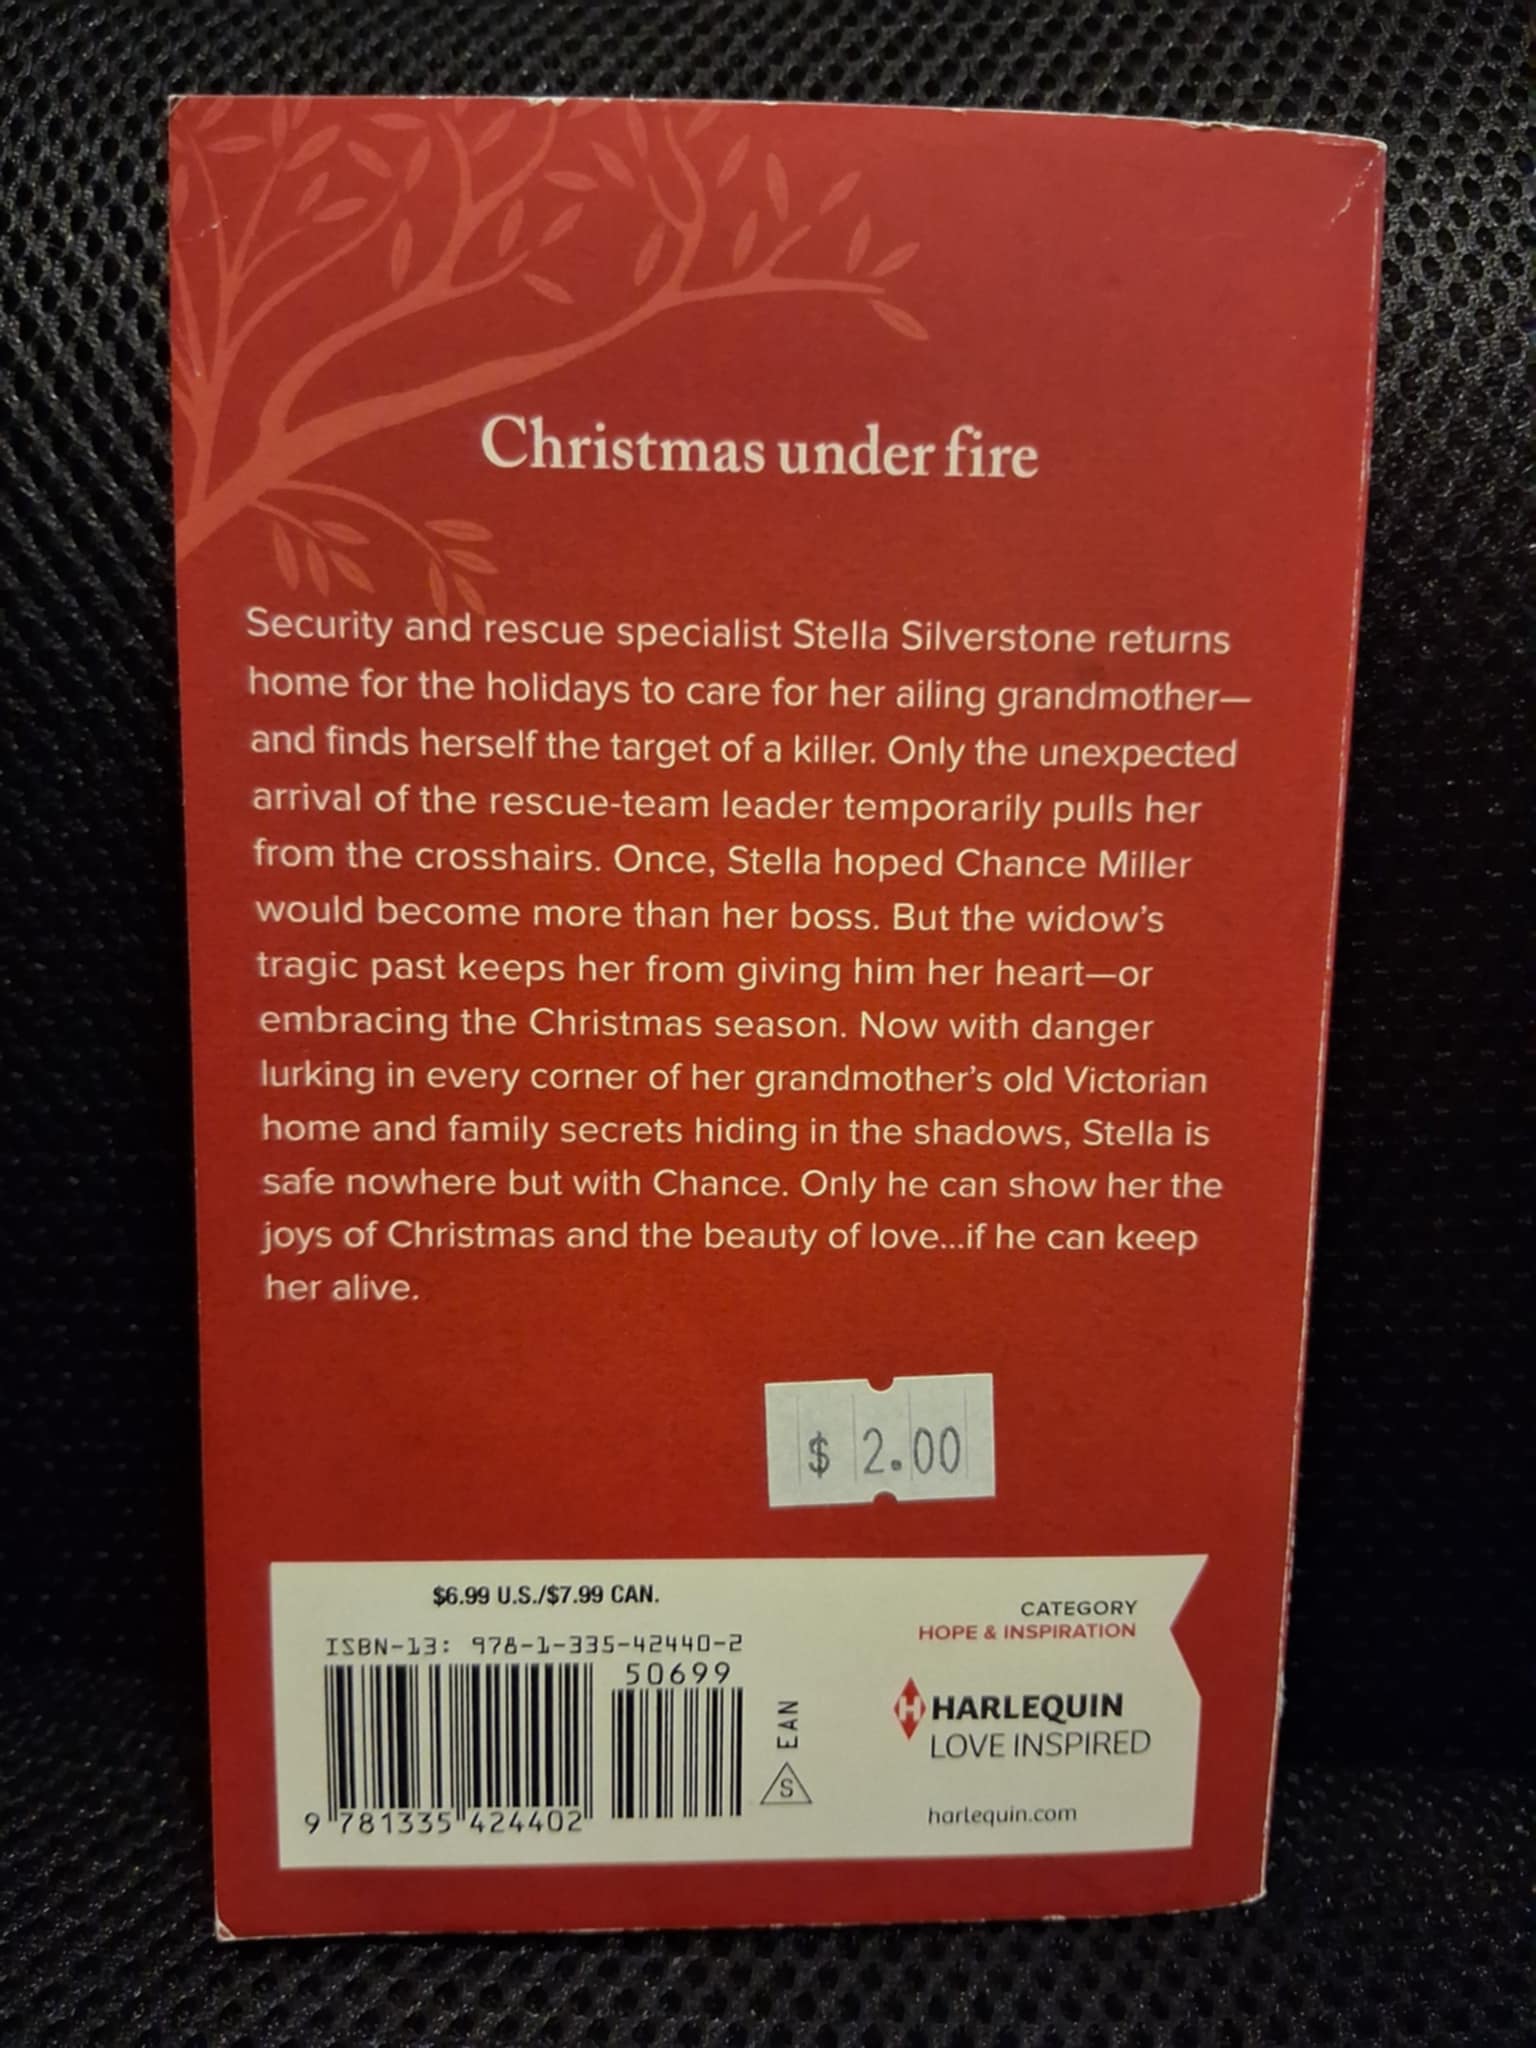 Christmas under fire
Security and rescue specialist Stella Silverstone returns
home for the holidays to care for her ailing grandmother—
and finds herself the target of a killer. Only the unexpected
arrival of the rescue-team leader temporarily pulls her
from the crosshairs. Once, Stella hoped Chance Miller
would become more than her boss. But the widow's
tragic past keeps her from giving him her heart—or
embracing the Christmas season. Now with danger
lurking in every corner of her grandmother's old Victorian
home and family secrets hiding in the shadows, Stella is
safe nowhere but with Chance. Only he can show her the
joys of Christmas and the beauty of love...if he can keep
her alive.
$ 2.00
$6.99 U.S./$7.99 CAN.
ISBN-13: 978-1-335-42440-2
50699
9 781335 424402
EAN
S
CATEGORY
HOPE & INSPIRATION
H HARLEQUIN
LOVE INSPIRED
harlequin.com